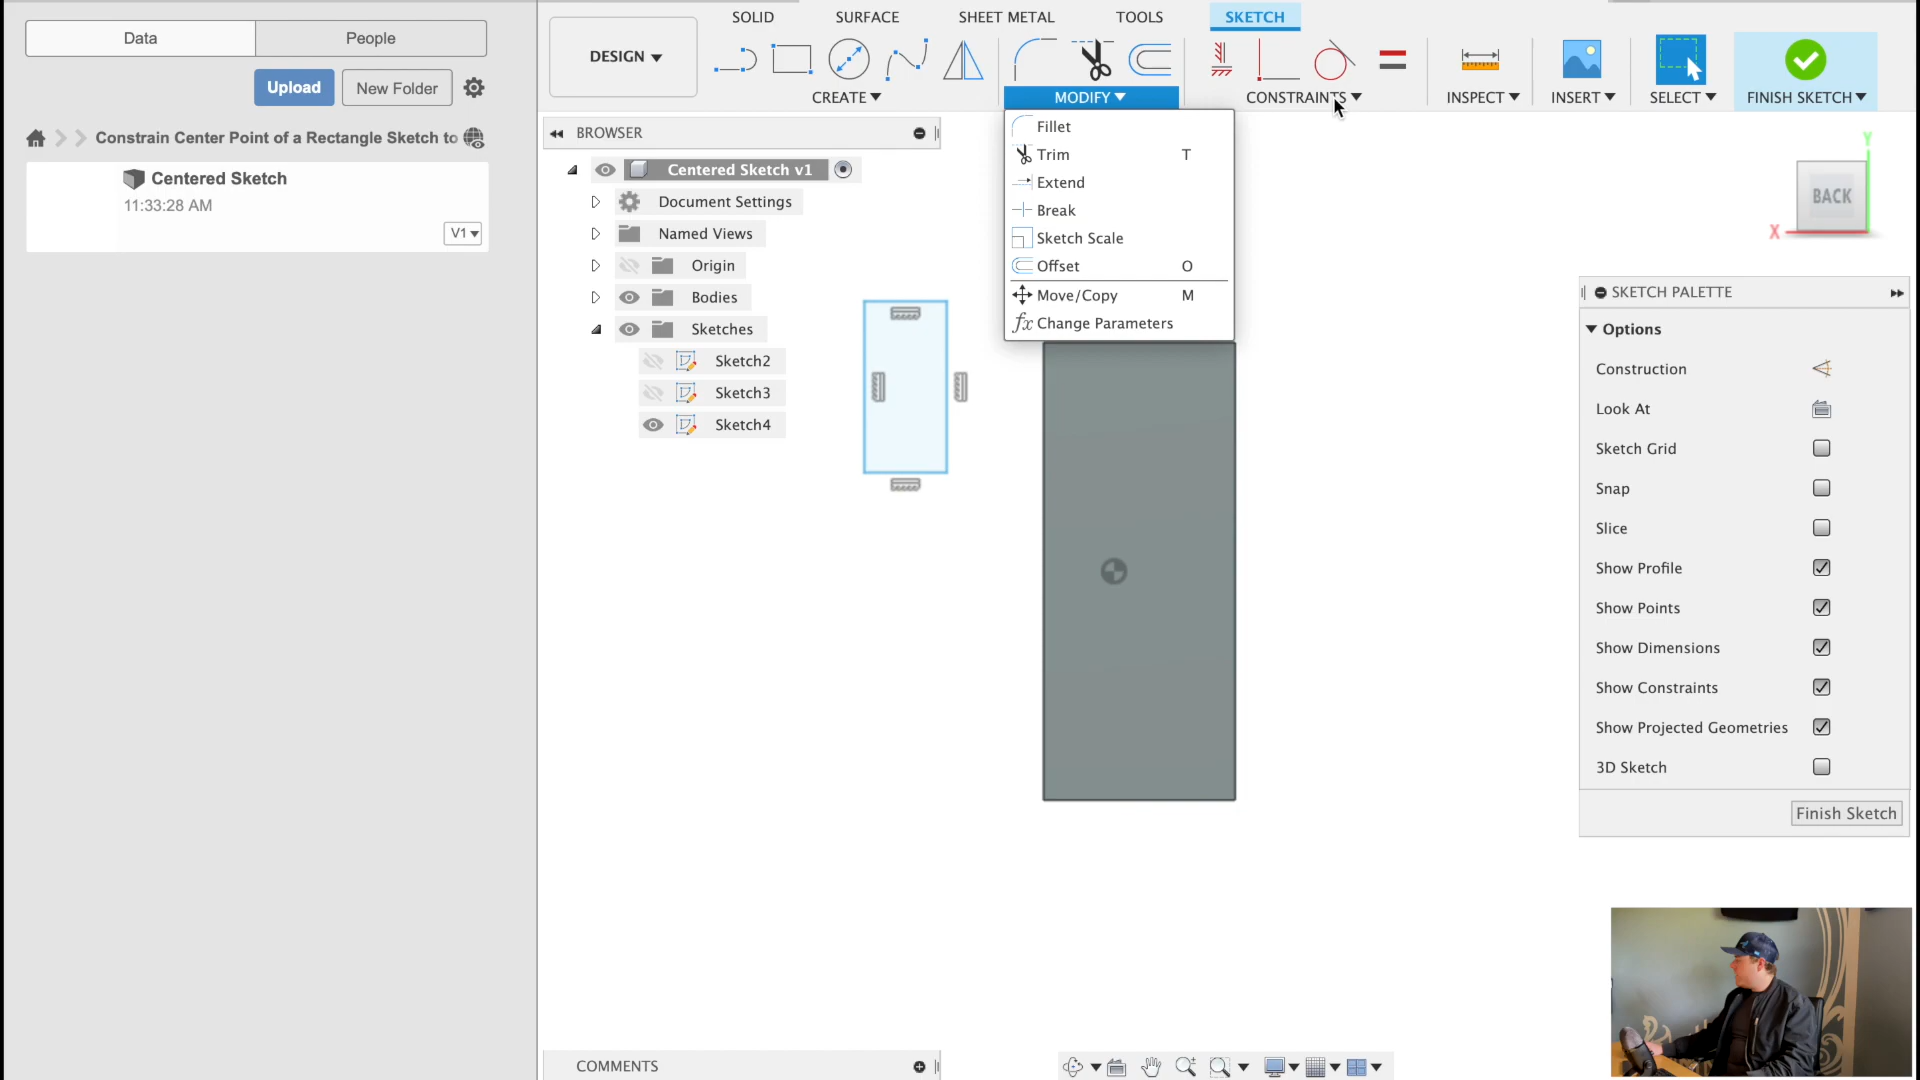 Data
People
Upload
New Folder
Constrain Center Point of a Rectangle Sketch to
Centered Sketch
11:33:28 AM
V1
DESIGN
SOLID
SURFACE
SHEET METAL
TOOLS
SKETCH
CREATE
MODIFY
CONSTRAINTS
INSPECT
INSERT
SELECT
FINISH SKETCH
BROWSER
Centered Sketch v1
Document Settings
Named Views
Origin
Bodies
Sketches
Sketch2
Sketch3
Sketch4
Fillet
Trim T
Extend
Break
Sketch Scale
Offset O
Move/Copy M
fx Change Parameters
Y
BACK
X
SKETCH PALETTE
Options
Construction
Look At
Sketch Grid
Snap
Slice
Show Profile
Show Points
Show Dimensions
Show Constraints
Show Projected Geometries
3D Sketch
Finish Sketch
COMMENTS